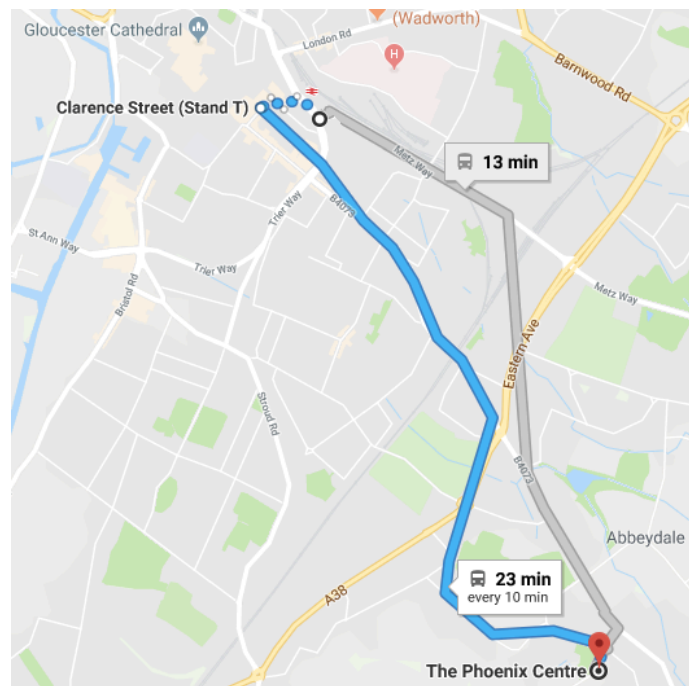 (Wadworth)
Gloucester Cathedral
London Rd
H
Barnwood Rd
Clarence Street (Stand T)
13 min
Metz Way
B4073
Trier Way
St Ann Way
Trier Way
Bristol Rd
Metz Way
Eastern Ave
Stroud Rd
B4073
Abbeydale
23 min
every 10 min
A38
The Phoenix Centre